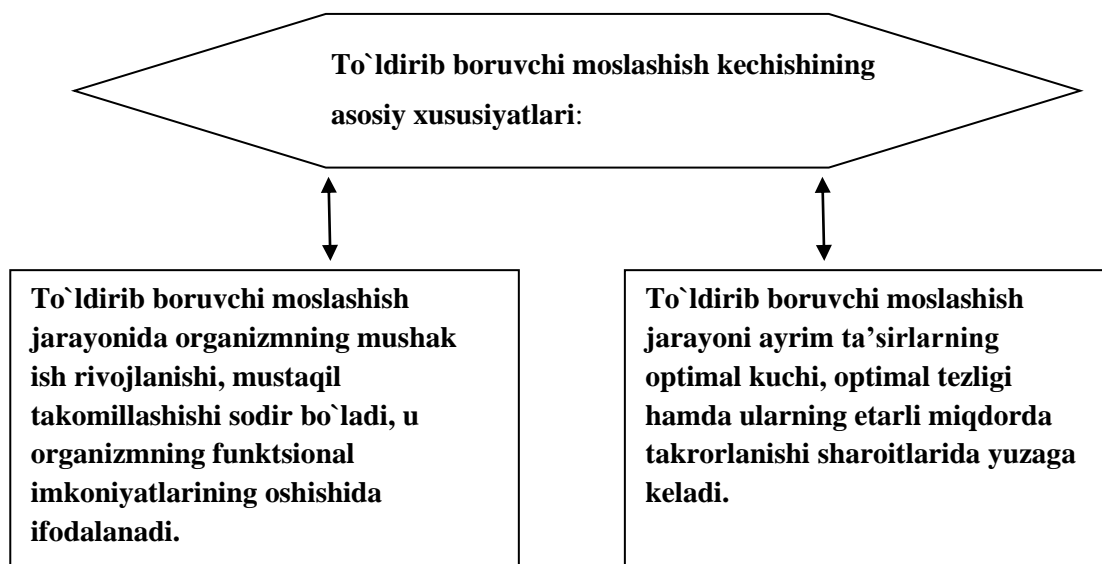 To`ldirib boruvchi moslashish kechishining
asosiy xususiyatlari:
To`ldirib boruvchi moslashish
jarayonida organizmning mushak
ish rivojlanishi, mustaqil
takomillashishi sodir bo`ladi, u
organizmning funktsional
imkoniyatlarining oshishida
ifodalanadi.
To`ldirib boruvchi moslashish
jarayoni ayrim ta’sirlarning
optimal kuchi, optimal tezligi
hamda ularning etarli miqdorda
takrorlanishi sharoitlarida yuzaga
keladi.